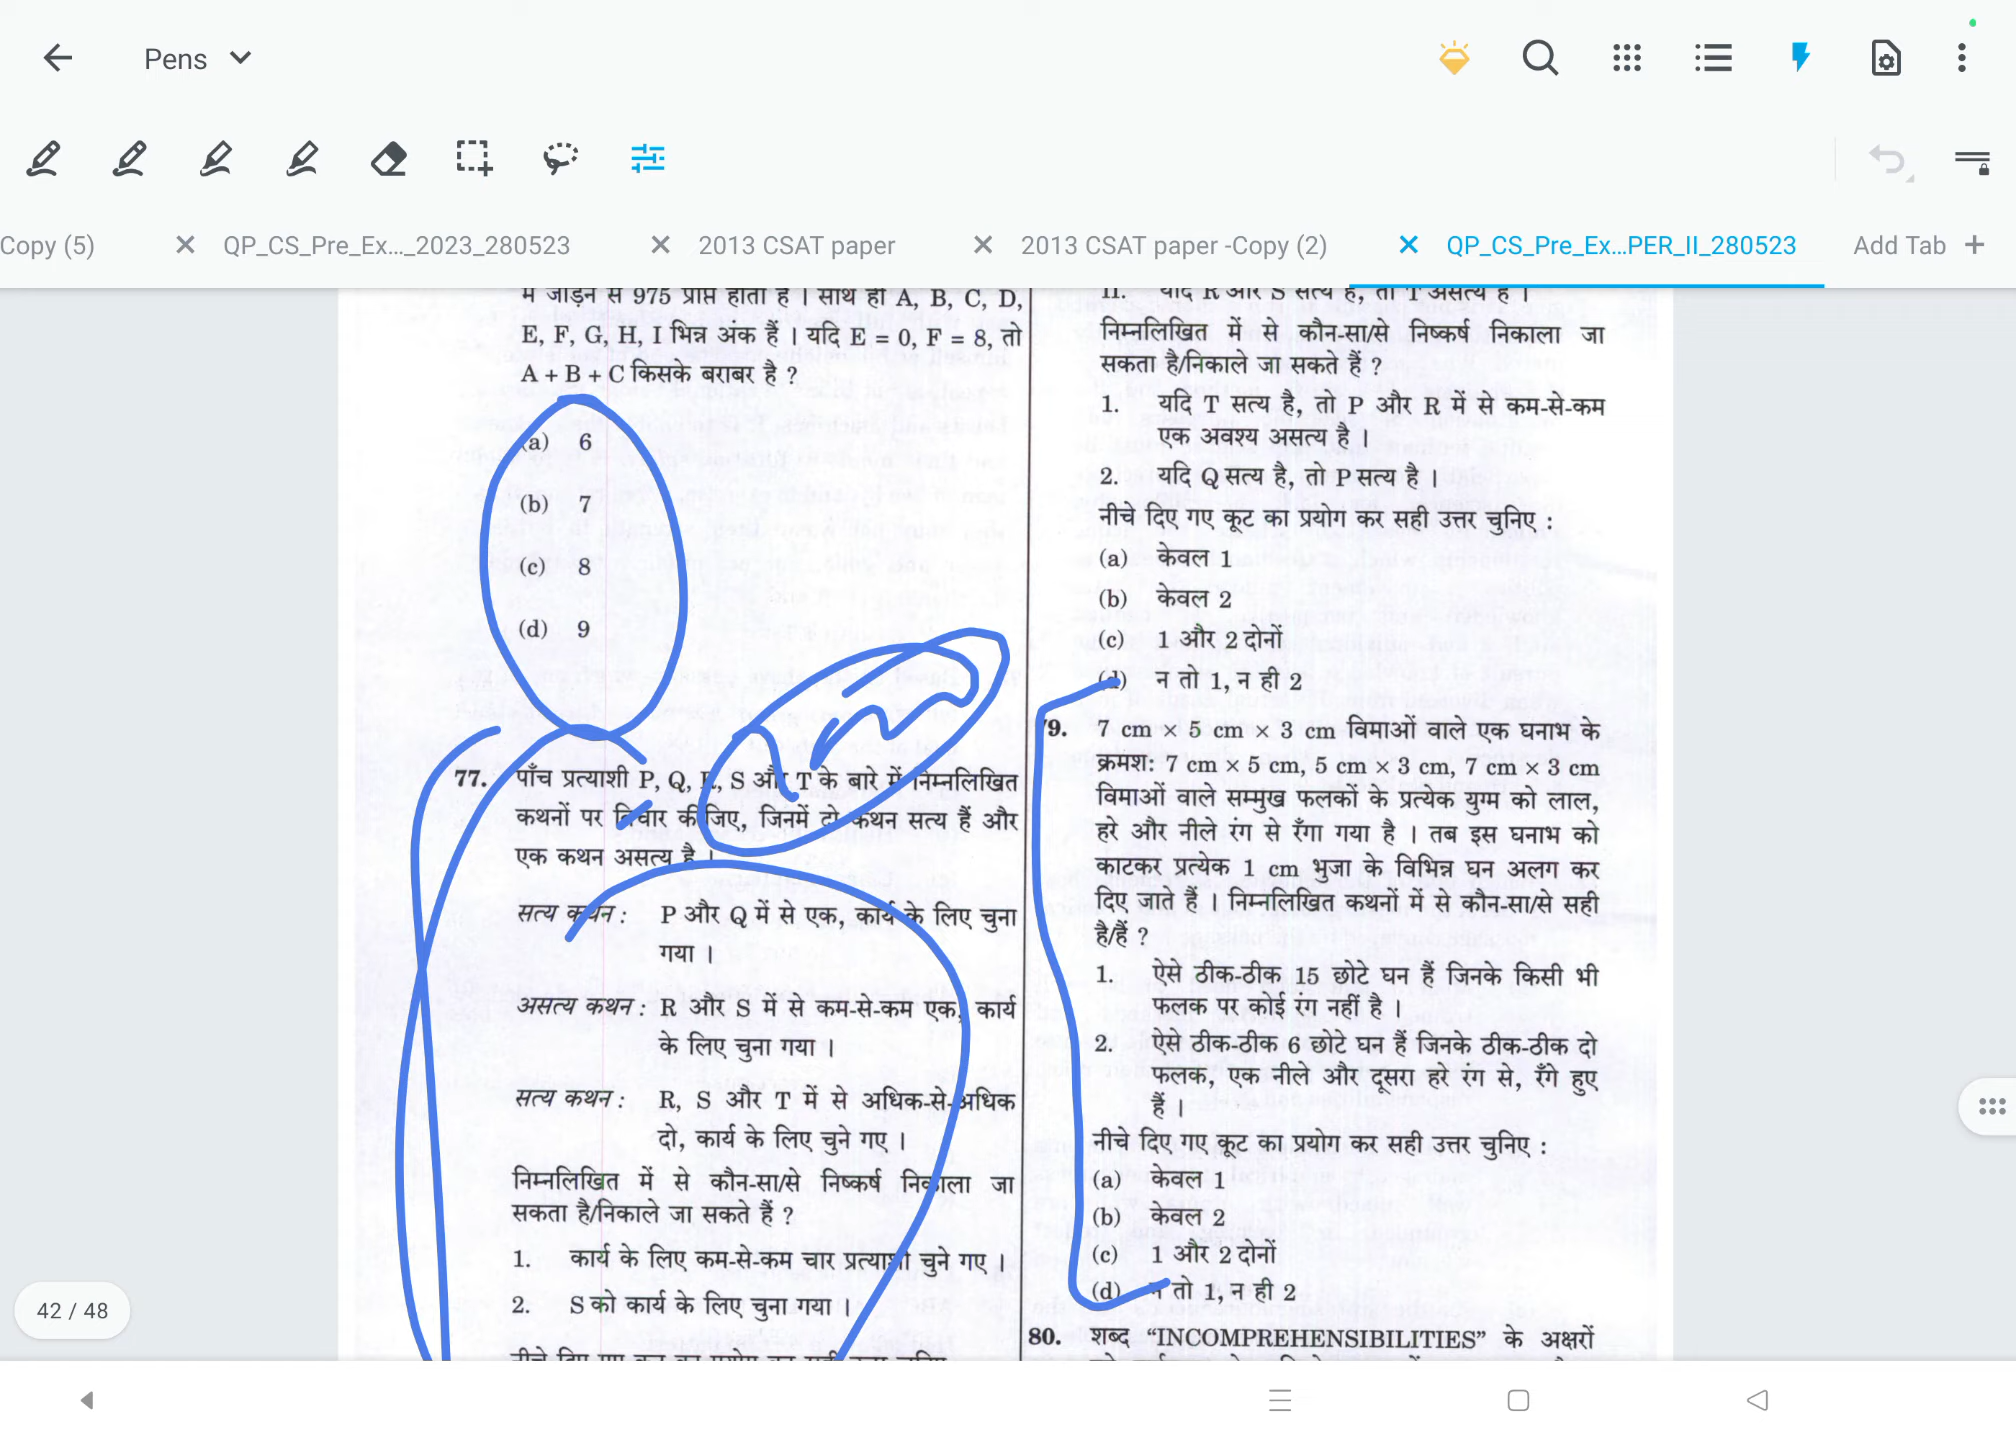 Pens
Copy (5)
QP_CS_Pre_Ex..._2023_280523
2013 CSAT paper
2013 CSAT paper -Copy (2)
QP_CS_Pre_Ex...PER_II_280523
Add Tab +
में जोड़ने से 975 प्राप्त होता है । साथ ही A, B, C, D,
E, F, G, H, I भिन्न अंक हैं । यदि E = 0, F = 8, तो
A + B + C किसके बराबर है ?
(a) 6
(b) 7
(c) 8
(d) 9
77. पाँच प्रत्याशी P, Q, R, S और T के बारे में निम्नलिखित
कथनों पर विचार कीजिए, जिनमें दो कथन सत्य हैं और
एक कथन असत्य है ।
सत्य कथन : P और Q में से एक, कार्य के लिए चुना
गया ।
असत्य कथन : R और S में से कम-से-कम एक, कार्य
के लिए चुना गया ।
सत्य कथन : R, S और T में से अधिक-से-अधिक
दो, कार्य के लिए चुने गए ।
निम्नलिखित में से कौन-सा/से निष्कर्ष निकाला जा
सकता है/निकाले जा सकते हैं ?
1. कार्य के लिए कम-से-कम चार प्रत्याशी चुने गए ।
2. S को कार्य के लिए चुना गया ।
II. यदि R और S सत्य हैं, तो T असत्य है ।
निम्नलिखित में से कौन-सा/से निष्कर्ष निकाला जा
सकता है/निकाले जा सकते हैं ?
1. यदि T सत्य है, तो P और R में से कम-से-कम
एक अवश्य असत्य है ।
2. यदि Q सत्य है, तो P सत्य है ।
नीचे दिए गए कूट का प्रयोग कर सही उत्तर चुनिए :
(a) केवल 1
(b) केवल 2
(c) 1 और 2 दोनों
(d) न तो 1, न ही 2
79. 7 cm × 5 cm × 3 cm विमाओं वाले एक घनाभ के
क्रमश: 7 cm × 5 cm, 5 cm × 3 cm, 7 cm × 3 cm
विमाओं वाले सम्मुख फलकों के प्रत्येक युग्म को लाल,
हरे और नीले रंग से रँगा गया है । तब इस घनाभ को
काटकर प्रत्येक 1 cm भुजा के विभिन्न घन अलग कर
दिए जाते हैं । निम्नलिखित कथनों में से कौन-सा/से सही
है/हैं ?
1. ऐसे ठीक-ठीक 15 छोटे घन हैं जिनके किसी भी
फलक पर कोई रंग नहीं है ।
2. ऐसे ठीक-ठीक 6 छोटे घन हैं जिनके ठीक-ठीक दो
फलक, एक नीले और दूसरा हरे रंग से, रँगे हुए
हैं ।
नीचे दिए गए कूट का प्रयोग कर सही उत्तर चुनिए :
(a) केवल 1
(b) केवल 2
(c) 1 और 2 दोनों
(d) न तो 1, न ही 2
80. शब्द “INCOMPREHENSIBILITIES” के अक्षरों
42 / 48